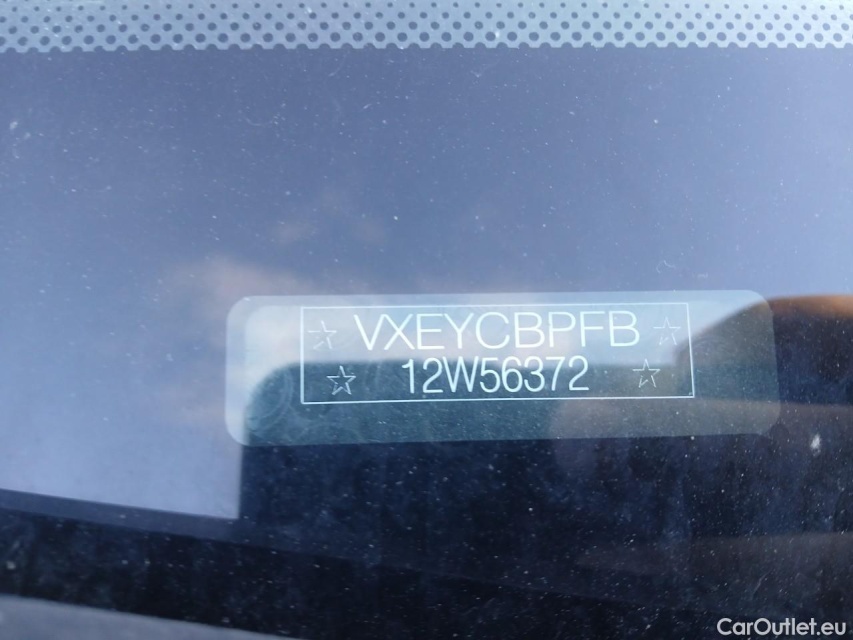 ☆ VXEYCBPFB ☆
☆ 12W56372 ☆
CarOutlet.eu